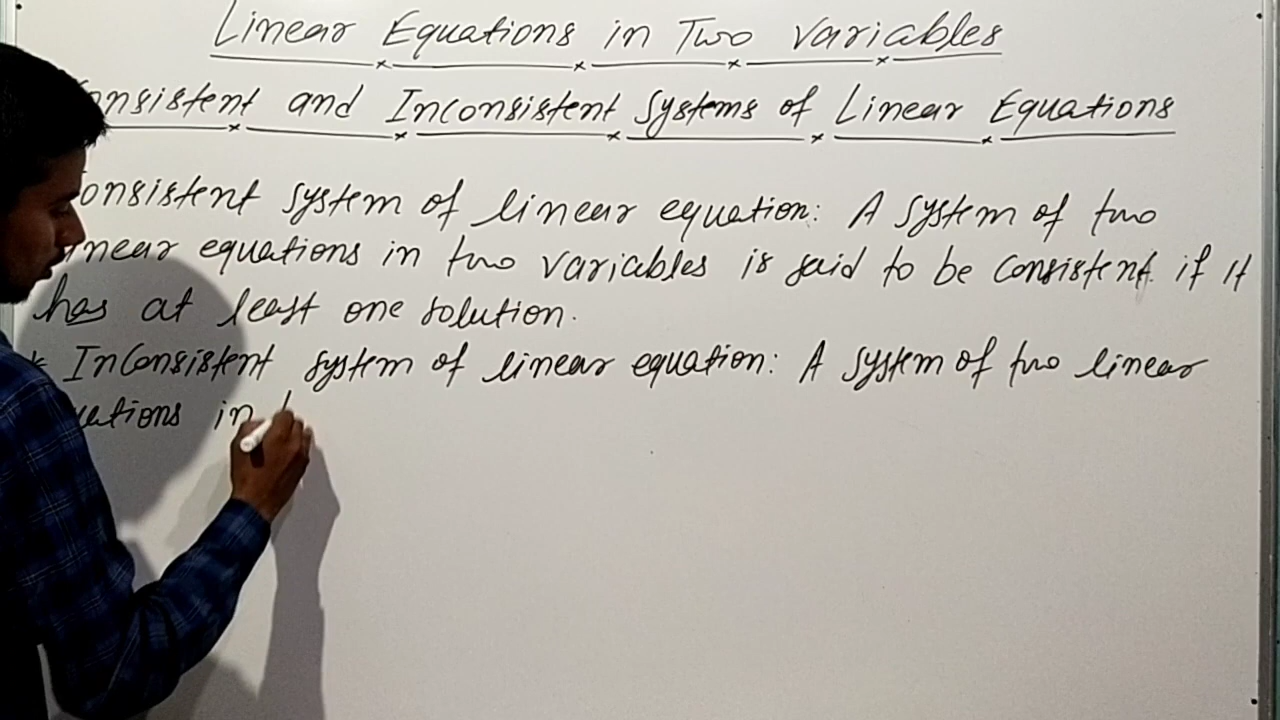 Linear Equations in Two Variables
onsistent and Inconsistent Systems of Linear Equations
onsistent system of linear equation: A system of two
near equations in two variables is said to be Consistent if it
has at least one solution.
* InConsistent system of linear equation: A system of two linear
uations in t